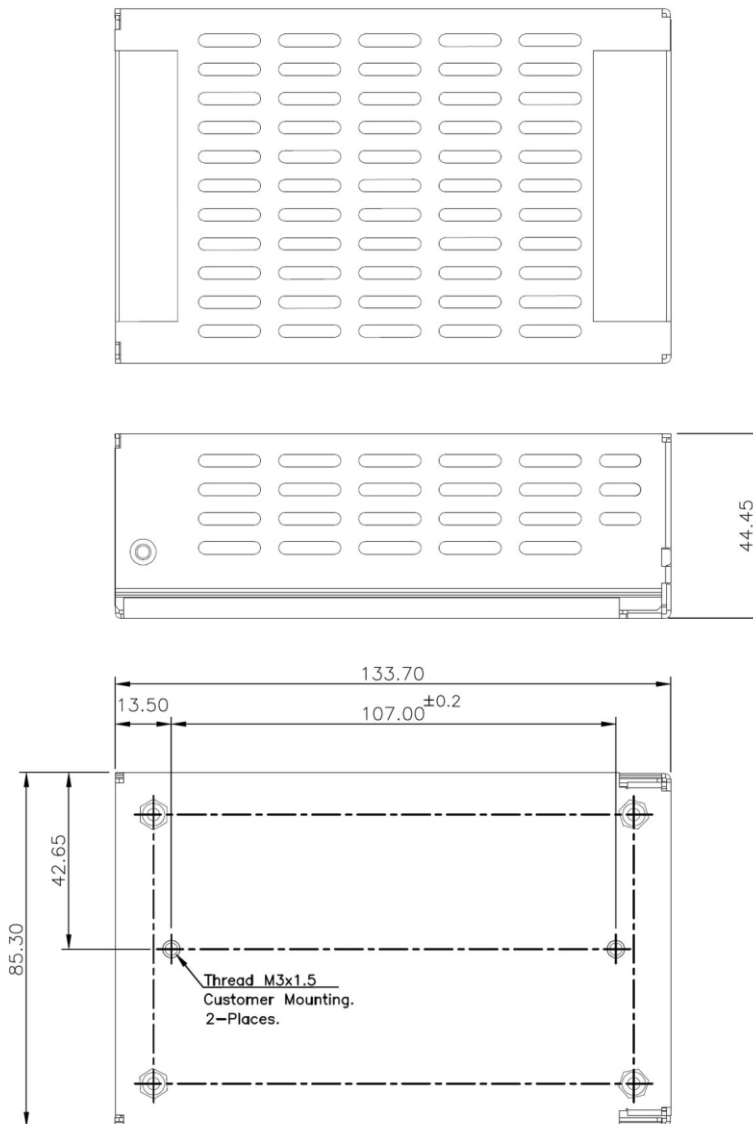 44.45
133.70
13.50
107.00±0.2
42.65
85.30
Thread M3x1.5
Customer Mounting.
2-Places.